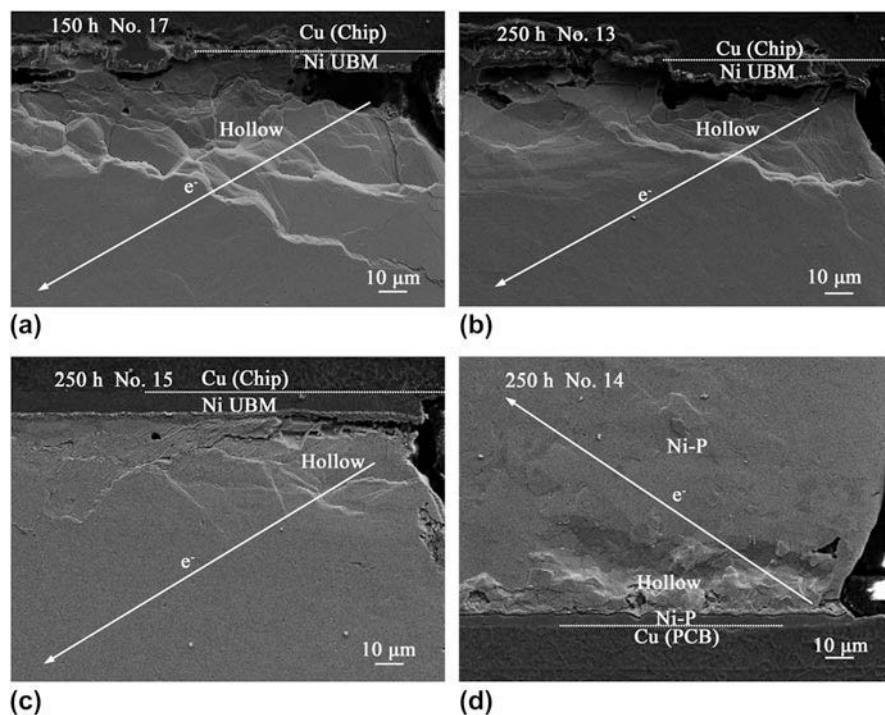 150 h No. 17
Cu (Chip)
Ni UBM
Hollow
e-
10 μm
(a)
250 h No. 13
Cu (Chip)
Ni UBM
Hollow
e-
10 μm
(b)
250 h No. 15
Cu (Chip)
Ni UBM
Hollow
e-
10 μm
(c)
250 h No. 14
Ni-P
e-
Hollow
Ni-P
Cu (PCB)
10 μm
(d)